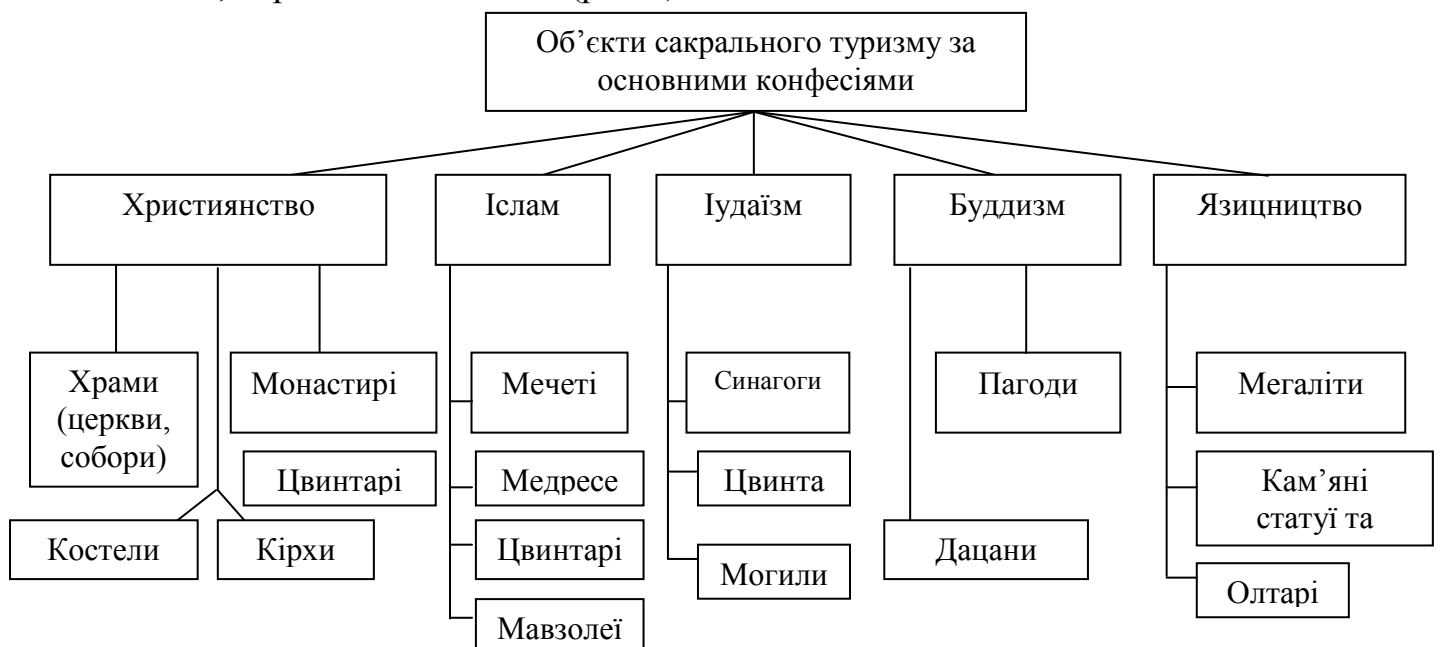 Об’єкти сакрального туризму за
основними конфесіями
Християнство
Іслам
Іудаїзм
Буддизм
Язицництво
Храми
(церкви,
собори)
Монастирі
Цвинтарі
Костели
Кірхи
Мечеті
Медресе
Цвинтарі
Мавзолеї
Синагоги
Цвинта
Могили
Пагоди
Дацани
Мегаліти
Кам’яні
статуї та
Олтарі